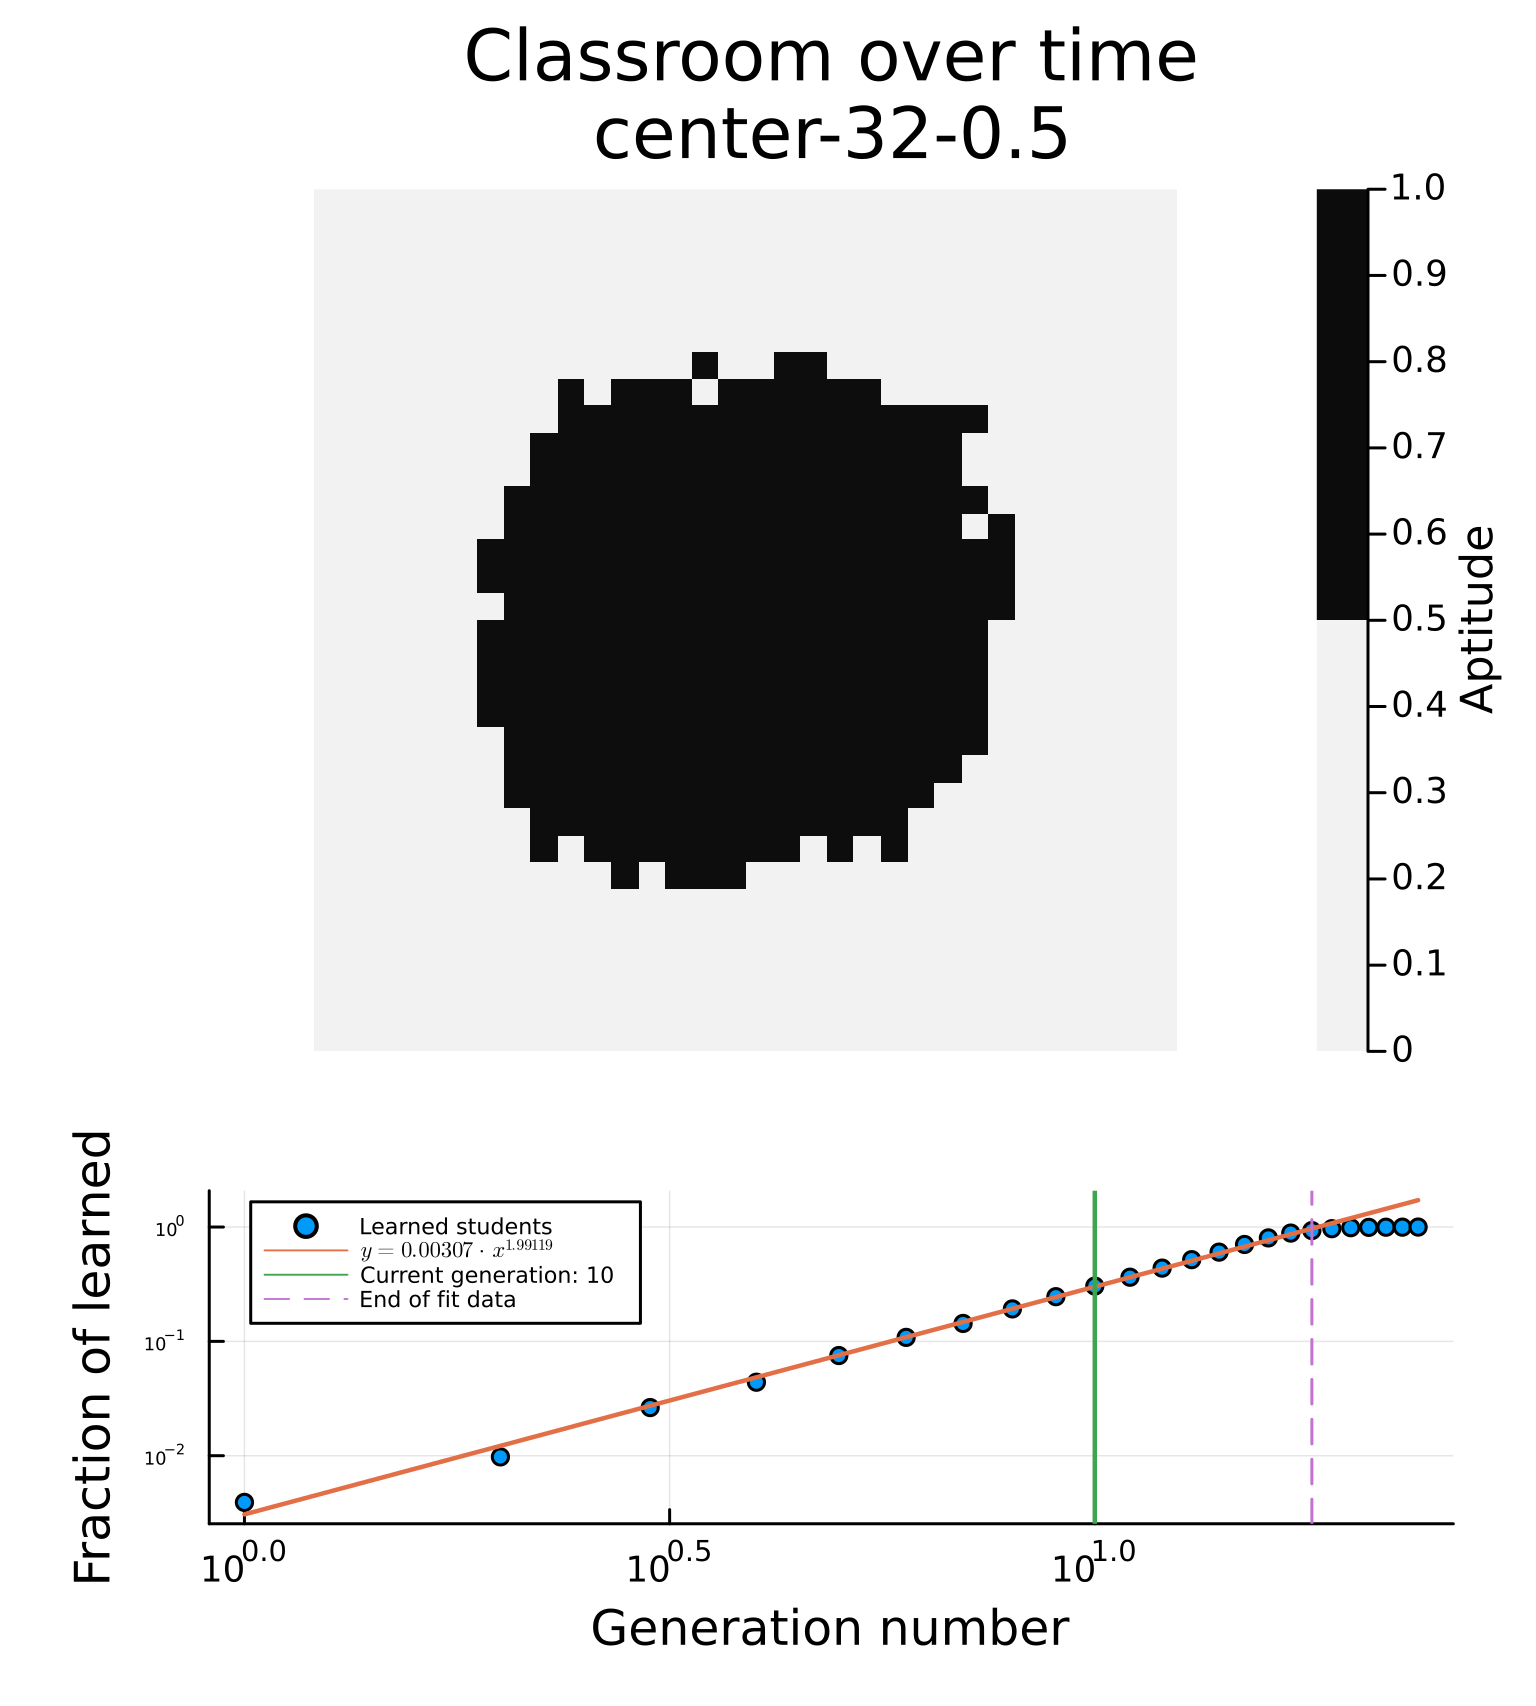 Classroom over time
center-32-0.5
1.0
0.9
0.8
0.7
0.6
0.5
0.4
0.3
0.2
0.1
0
Aptitude
Fraction of learned
10⁰
10⁻¹
10⁻²
Learned students
y = 0.00307 · x^1.99119
Current generation: 10
End of fit data
10^0.0
10^0.5
10^1.0
Generation number